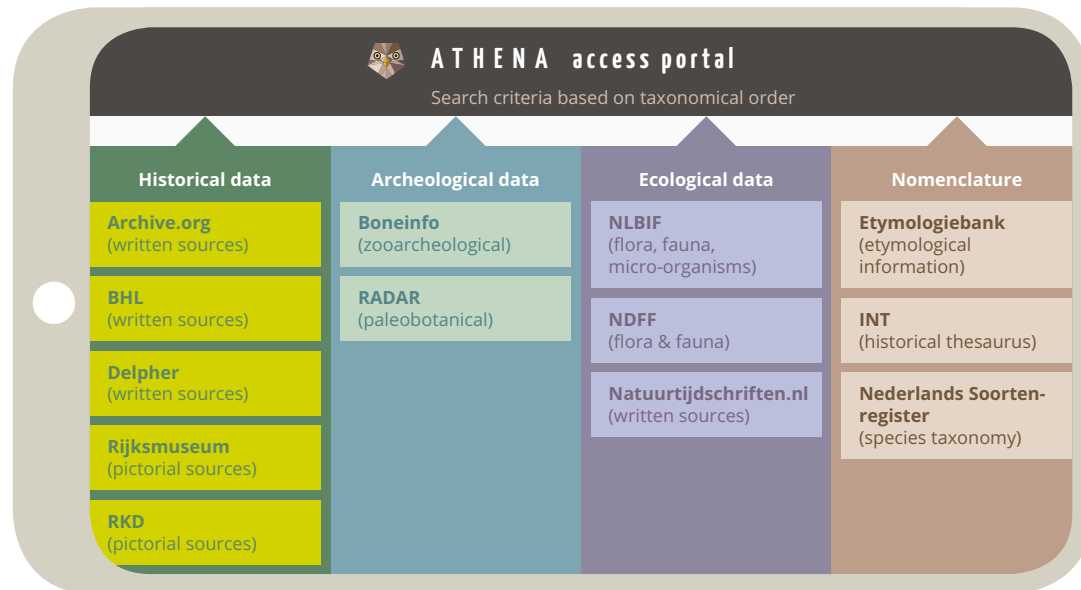 ATHENA access portal
Search criteria based on taxonomical order
Historical data
Archive.org
(written sources)
BHL
(written sources)
Delpher
(written sources)
Rijksmuseum
(pictorial sources)
RKD
(pictorial sources)
Archeological data
Boneinfo
(zooarcheological)
RADAR
(paleobotanical)
Ecological data
NLBIF
(flora, fauna,
micro-organisms)
NDFF
(flora & fauna)
Natuurtijdschriften.nl
(written sources)
Nomenclature
Etymologiebank
(etymological
information)
INT
(historical thesaurus)
Nederlands Soorten-
register
(species taxonomy)